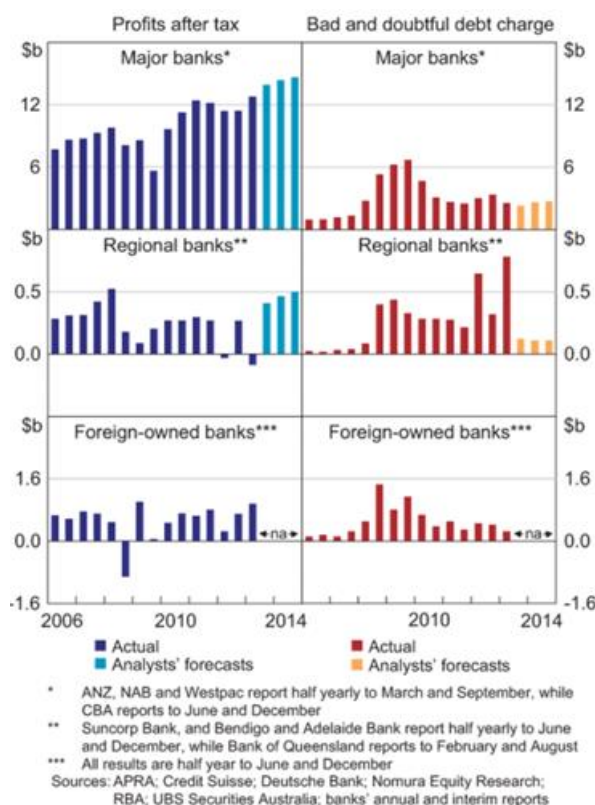 Profits after tax
Bad and doubtful debt charge
$b
Major banks*
Major banks*
$b
12
12
6
6
$b
Regional banks**
Regional banks**
$b
0.5
0.5
0.0
0.0
$b
Foreign-owned banks***
Foreign-owned banks***
$b
1.6
1.6
0.0
na
na
0.0
-1.6
-1.6
2006
2010
2014
2010
2014
Actual
Actual
Analysts' forecasts
Analysts' forecasts
* ANZ, NAB and Westpac report half yearly to March and September, while
CBA reports to June and December
** Suncorp Bank, and Bendigo and Adelaide Bank report half yearly to June
and December, while Bank of Queensland reports to February and August
*** All results are half year to June and December
Sources: APRA; Credit Suisse; Deutsche Bank; Nomura Equity Research;
RBA; UBS Securities Australia; banks' annual and interim reports